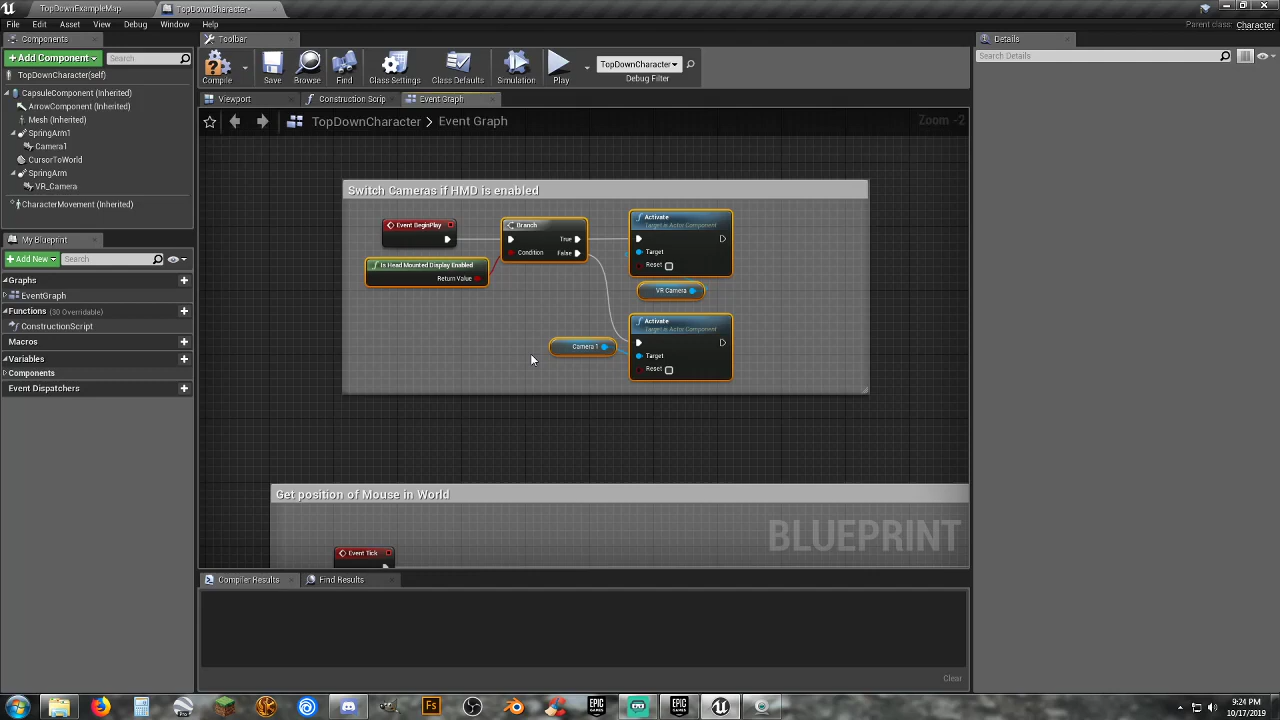 TopDownExampleMap
TopDownCharacter*
File Edit Asset View Debug Window Help
Parent class: Character
Components
Toolbar
Details
+ Add Component
Search
Compile
Save
Browse
Find
Class Settings
Class Defaults
Simulation
Play
TopDownCharacter
Debug Filter
Search Details
TopDownCharacter(self)
CapsuleComponent (Inherited)
ArrowComponent (Inherited)
Mesh (Inherited)
SpringArm1
Camera1
CursorToWorld
SpringArm
VR_Camera
CharacterMovement (Inherited)
Viewport
Construction Scrip
Event Graph
TopDownCharacter > Event Graph
Zoom -2
Switch Cameras if HMD is enabled
Event BeginPlay
Branch
True
Condition
False
Is Head Mounted Display Enabled
Return Value
Activate
Target is Actor Component
Target
Reset
VR Camera
Activate
Target is Actor Component
Camera 1
Target
Reset
My Blueprint
+ Add New
Search
Graphs
EventGraph
Functions (30 Overridable)
ConstructionScript
Macros
Variables
Components
Event Dispatchers
Get position of Mouse in World
Event Tick
BLUEPRINT
Compiler Results
Find Results
Clear
Fs
EPIC GAMES
EPIC GAMES
9:24 PM
10/17/2019